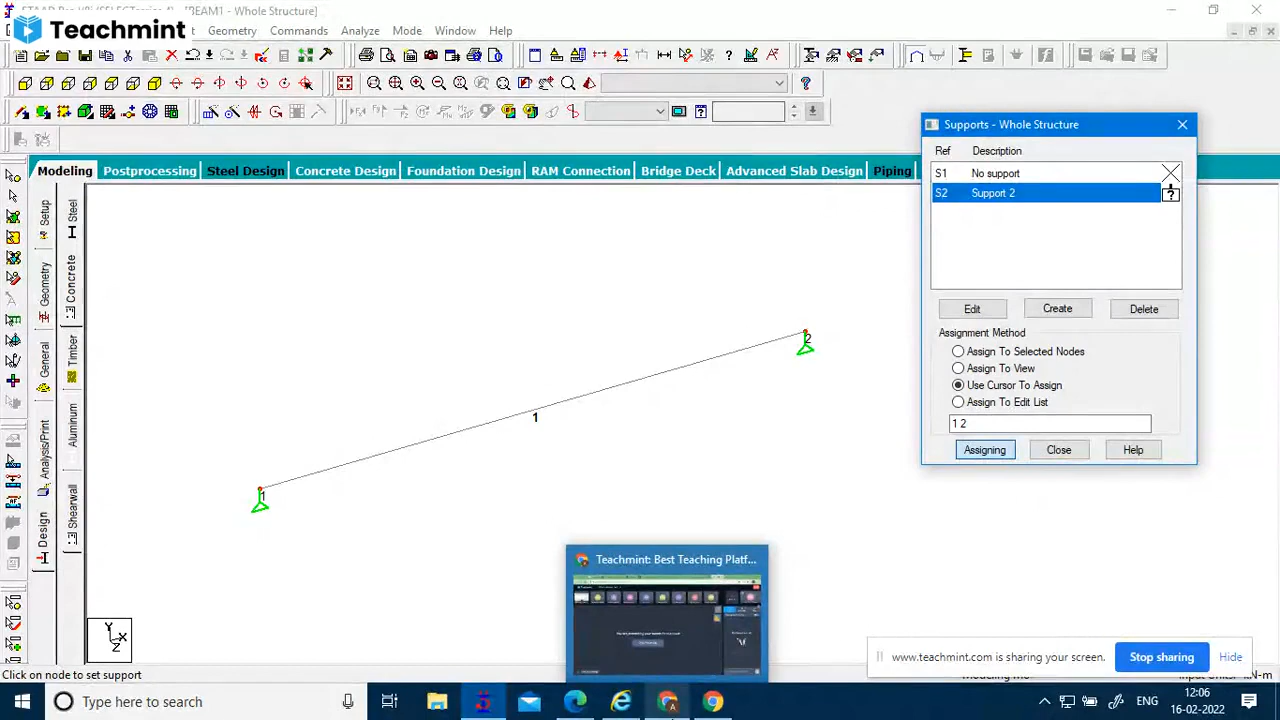 [BEAM1 - Whole Structure]
Teachmint
Geometry Commands Analyze Mode Window Help
Modeling Postprocessing Steel Design Concrete Design Foundation Design RAM Connection Bridge Deck Advanced Slab Design Piping
Setup
Geometry
General
Analysis/Print
Design
Steel
Concrete
Timber
Aluminum
Shearwall
1
1
2
Y
X
Z
Supports - Whole Structure
Ref Description
S1 No support
S2 Support 2
Edit Create Delete
Assignment Method
Assign To Selected Nodes
Assign To View
Use Cursor To Assign
Assign To Edit List
1 2
Assigning Close Help
Teachmint: Best Teaching Platf...
www.teachmint.com is sharing your screen. Stop sharing Hide
Click on node to set support
Type here to search
ENG
12:06
16-02-2022